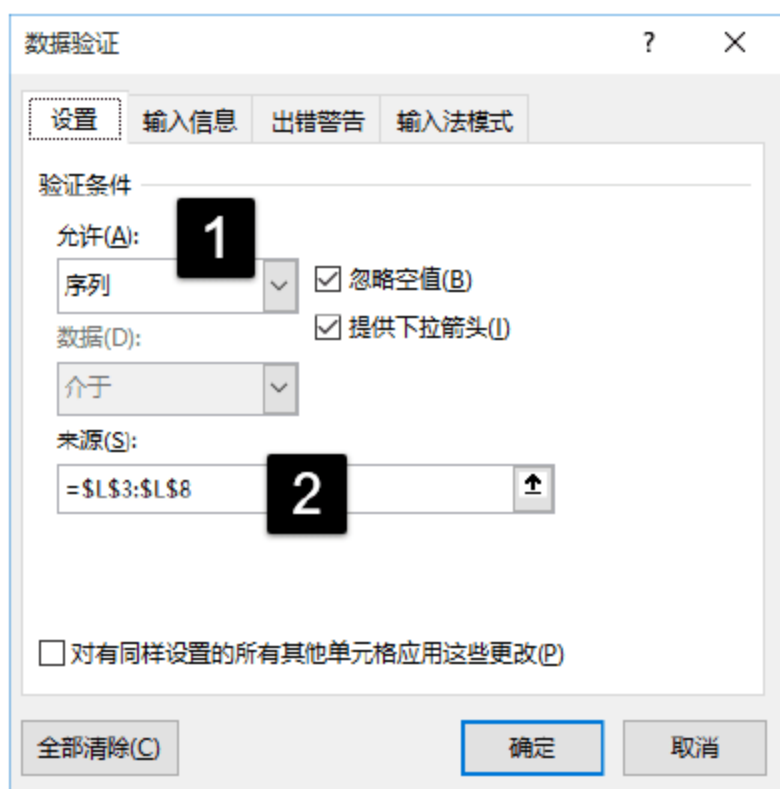 数据验证 ?
设置 输入信息 出错警告 输入法模式
验证条件
允许(A): 1
序列 忽略空值(B)
数据(D): 提供下拉箭头(I)
介于
来源(S):
=$L$3:$L$8 2
对有同样设置的所有其他单元格应用这些更改(P)
全部清除(C) 确定 取消